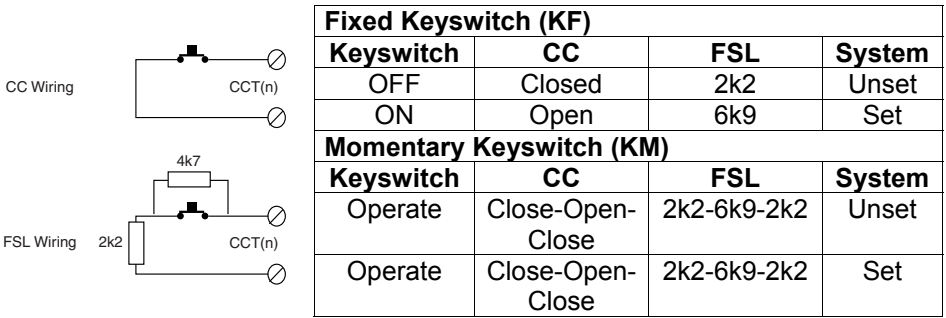 CC Wiring
CCT(n)
4k7
FSL Wiring
2k2
CCT(n)
Fixed Keyswitch (KF)
Keyswitch CC FSL System
OFF Closed 2k2 Unset
ON Open 6k9 Set
Momentary Keyswitch (KM)
Keyswitch CC FSL System
Operate Close-Open- 2k2-6k9-2k2 Unset
Close
Operate Close-Open- 2k2-6k9-2k2 Set
Close